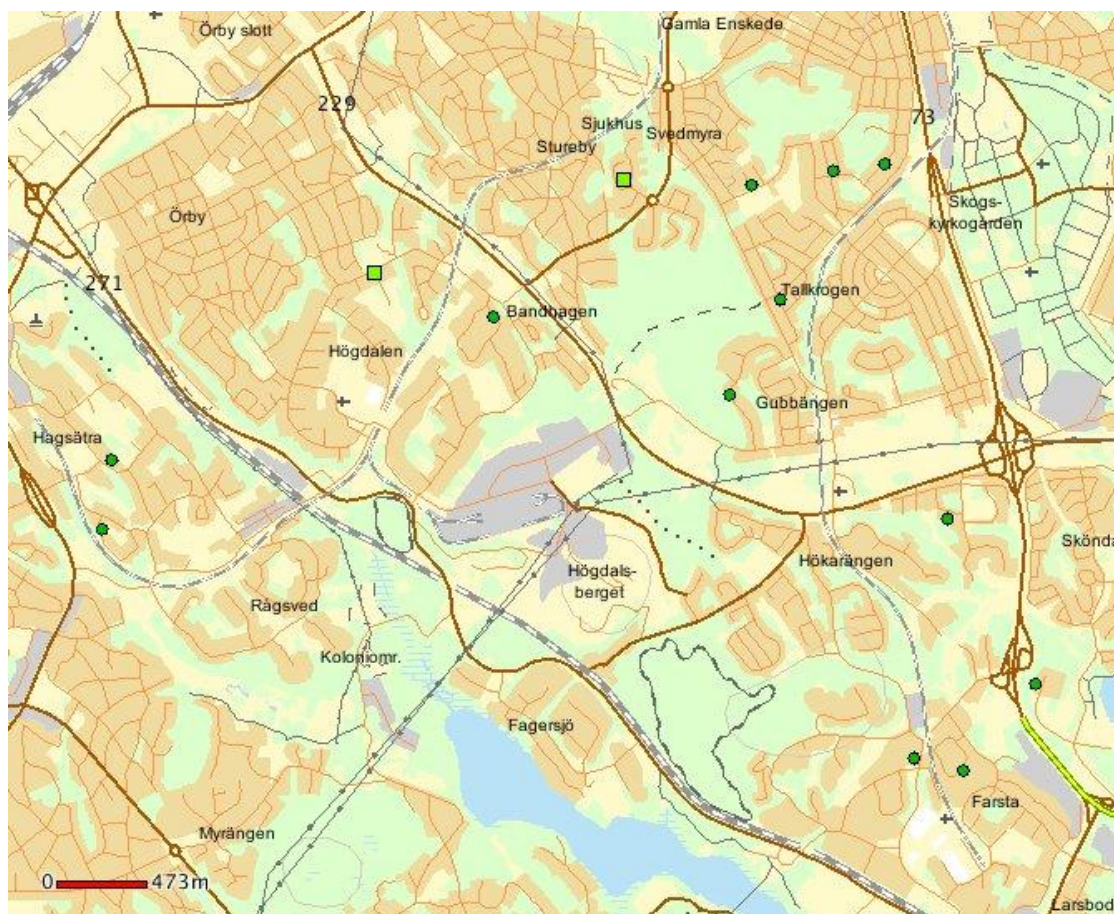 Örby slott
Gamla Enskede
229
Sjukhus
Svedmyra
73
Stureby
Skogs-
kyrkogården
Örby
271
Tallkrogen
Bandhagen
Högdalen
Gubbängen
Hagsätra
Skönda
Hökarängen
Högdals-
berget
Rågsved
Koloniomr.
Fagersjö
Farsta
Myrängen
0 473m
Larsbod